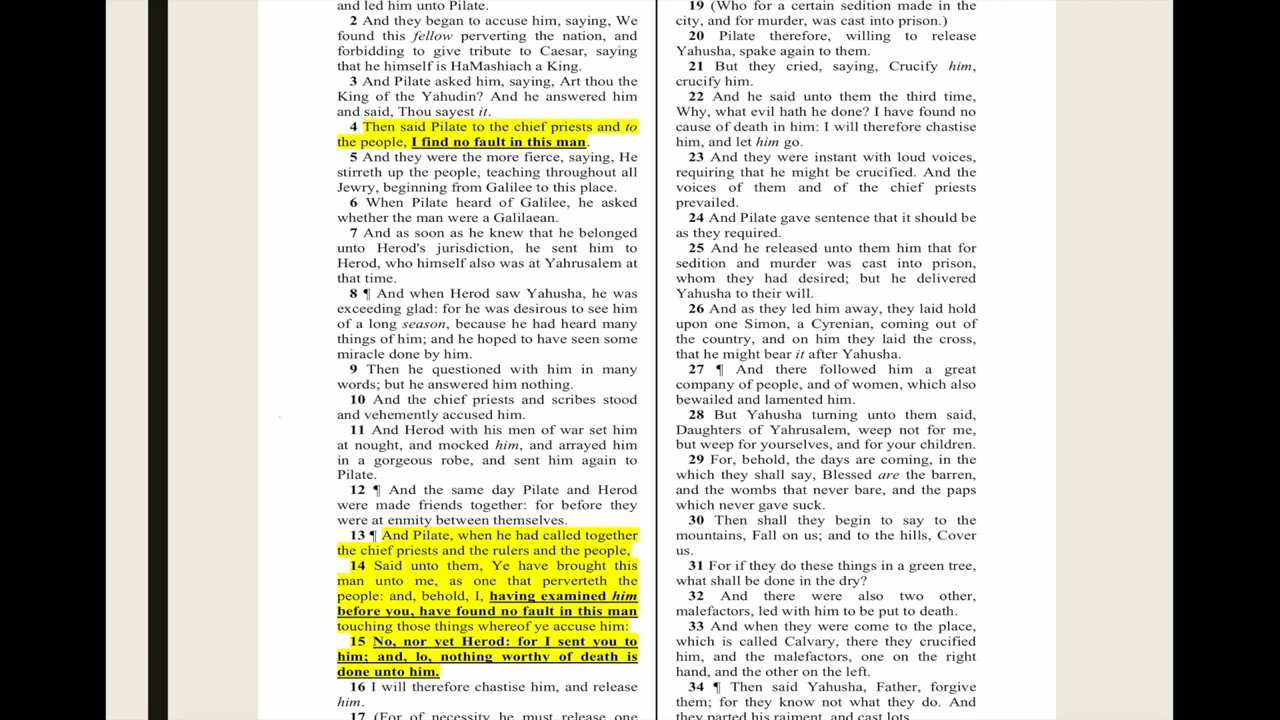 and led him unto Pilate.
2 And they began to accuse him, saying, We
found this fellow perverting the nation, and
forbidding to give tribute to Caesar, saying
that he himself is HaMashiach a King.
3 And Pilate asked him, saying, Art thou the
King of the Yahudin? And he answered him
and said, Thou sayest it.
4 Then said Pilate to the chief priests and to
the people, I find no fault in this man.
5 And they were the more fierce, saying, He
stirreth up the people, teaching throughout all
Jewry, beginning from Galilee to this place.
6 When Pilate heard of Galilee, he asked
whether the man were a Galilaean.
7 And as soon as he knew that he belonged
unto Herod's jurisdiction, he sent him to
Herod, who himself also was at Yahrusalem at
that time.
8 ¶ And when Herod saw Yahusha, he was
exceeding glad: for he was desirous to see him
of a long season, because he had heard many
things of him; and he hoped to have seen some
miracle done by him.
9 Then he questioned with him in many
words; but he answered him nothing.
10 And the chief priests and scribes stood
and vehemently accused him.
11 And Herod with his men of war set him
at nought, and mocked him, and arrayed him
in a gorgeous robe, and sent him again to
Pilate.
12 ¶ And the same day Pilate and Herod
were made friends together: for before they
were at enmity between themselves.
13 ¶ And Pilate, when he had called together
the chief priests and the rulers and the people,
14 Said unto them, Ye have brought this
man unto me, as one that perverteth the
people: and, behold, I, having examined him
before you, have found no fault in this man
touching those things whereof ye accuse him:
15 No, nor yet Herod: for I sent you to
him; and, lo, nothing worthy of death is
done unto him.
16 I will therefore chastise him, and release
him.
17 (For of necessity he must release one
19 (Who for a certain sedition made in the
city, and for murder, was cast into prison.)
20 Pilate therefore, willing to release
Yahusha, spake again to them.
21 But they cried, saying, Crucify him,
crucify him.
22 And he said unto them the third time,
Why, what evil hath he done? I have found no
cause of death in him: I will therefore chastise
him, and let him go.
23 And they were instant with loud voices,
requiring that he might be crucified. And the
voices of them and of the chief priests
prevailed.
24 And Pilate gave sentence that it should be
as they required.
25 And he released unto them him that for
sedition and murder was cast into prison,
whom they had desired; but he delivered
Yahusha to their will.
26 And as they led him away, they laid hold
upon one Simon, a Cyrenian, coming out of
the country, and on him they laid the cross,
that he might bear it after Yahusha.
27 ¶ And there followed him a great
company of people, and of women, which also
bewailed and lamented him.
28 But Yahusha turning unto them said,
Daughters of Yahrusalem, weep not for me,
but weep for yourselves, and for your children.
29 For, behold, the days are coming, in the
which they shall say, Blessed are the barren,
and the wombs that never bare, and the paps
which never gave suck.
30 Then shall they begin to say to the
mountains, Fall on us; and to the hills, Cover
us.
31 For if they do these things in a green tree,
what shall be done in the dry?
32 And there were also two other,
malefactors, led with him to be put to death.
33 And when they were come to the place,
which is called Calvary, there they crucified
him, and the malefactors, one on the right
hand, and the other on the left.
34 ¶ Then said Yahusha, Father, forgive
them; for they know not what they do. And
they parted his raiment, and cast lots.